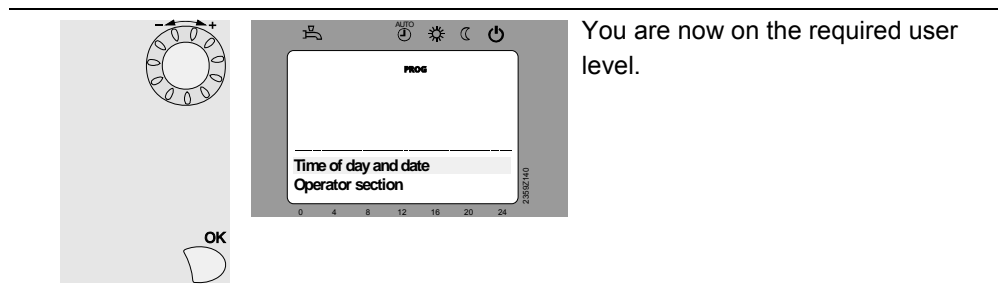 - +
You are now on the required user
level.
AUTO
PROG
Time of day and date
Operator section
2359Z140
0 4 8 12 16 20 24
OK